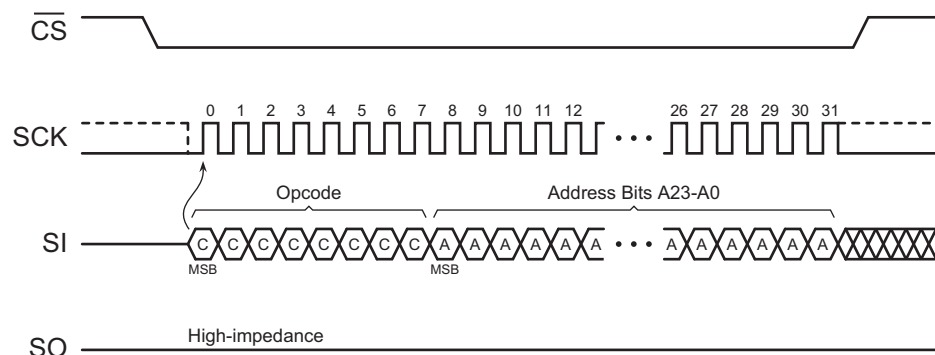 CS
0 1 2 3 4 5 6 7 8 9 10 11 12 26 27 28 29 30 31
SCK
Opcode Address Bits A23-A0
SI C C C C C C C C A A A A A A A A A A A A
MSB MSB
High-impedance
SO